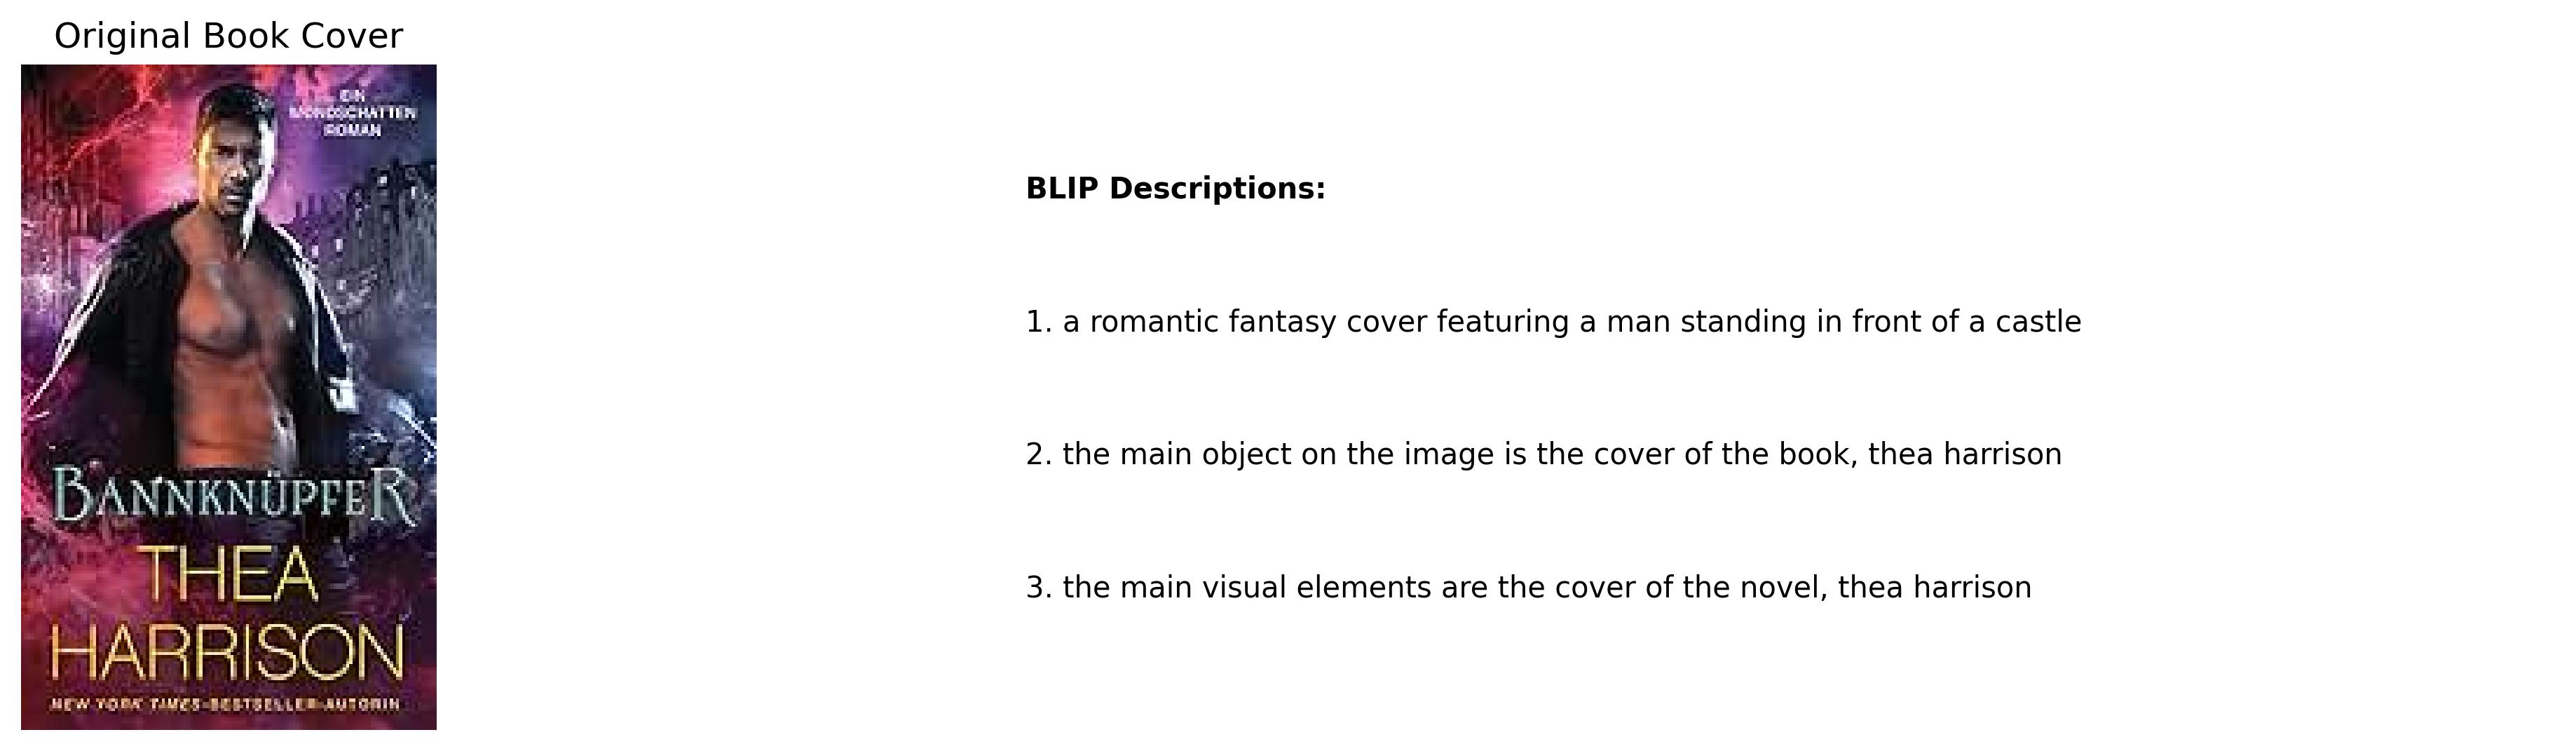 Original Book Cover
EIN
MONDSCHATTEN
ROMAN
BANNKNÜPFER
THEA
HARRISON
NEW YORK TIMES-BESTSELLER-AUTORIN
BLIP Descriptions:
1. a romantic fantasy cover featuring a man standing in front of a castle
2. the main object on the image is the cover of the book, thea harrison
3. the main visual elements are the cover of the novel, thea harrison